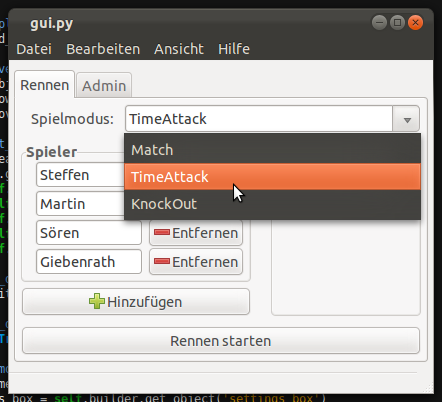 gui.py
Datei Bearbeiten Ansicht Hilfe
Rennen Admin
Spielmodus: TimeAttack
Match
TimeAttack
KnockOut
Spieler
Steffen
Martin
Sören Entfernen
Giebenrath Entfernen
Hinzufügen
Rennen starten
s_box = self.builder.get_object('settings_box')